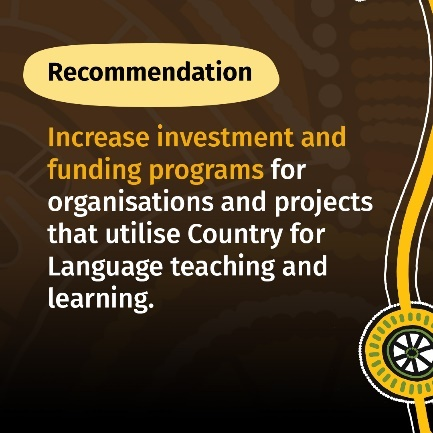 Recommendation
Increase investment and
funding programs for
organisations and projects
that utilise Country for
Language teaching and
learning.